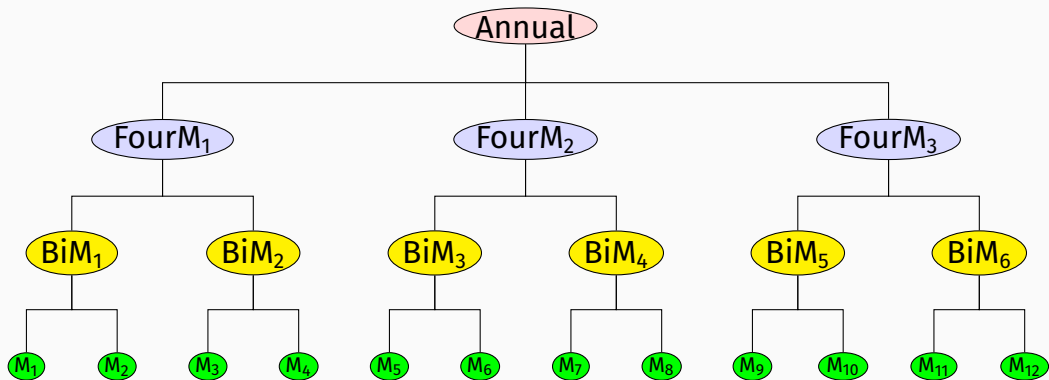 Annual
FourM₁ FourM₂ FourM₃
BiM₁ BiM₂ BiM₃ BiM₄ BiM₅ BiM₆
M₁ M₂ M₃ M₄ M₅ M₆ M₇ M₈ M₉ M₁₀ M₁₁ M₁₂